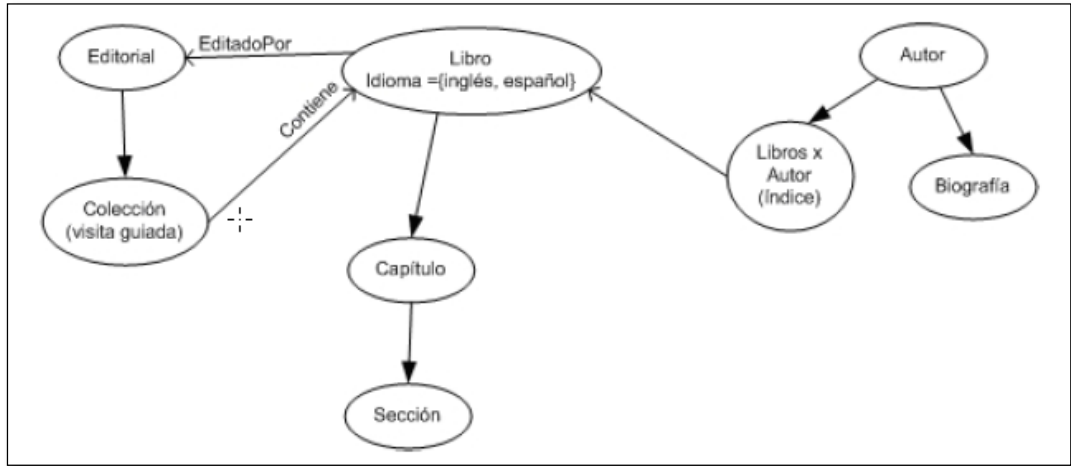 Editorial
EditadoPor
Libro
Idioma ={inglés, español}
Autor
Contiene
Colección
(visita guiada)
Libros x
Autor
(índice)
Biografía
Capítulo
Sección